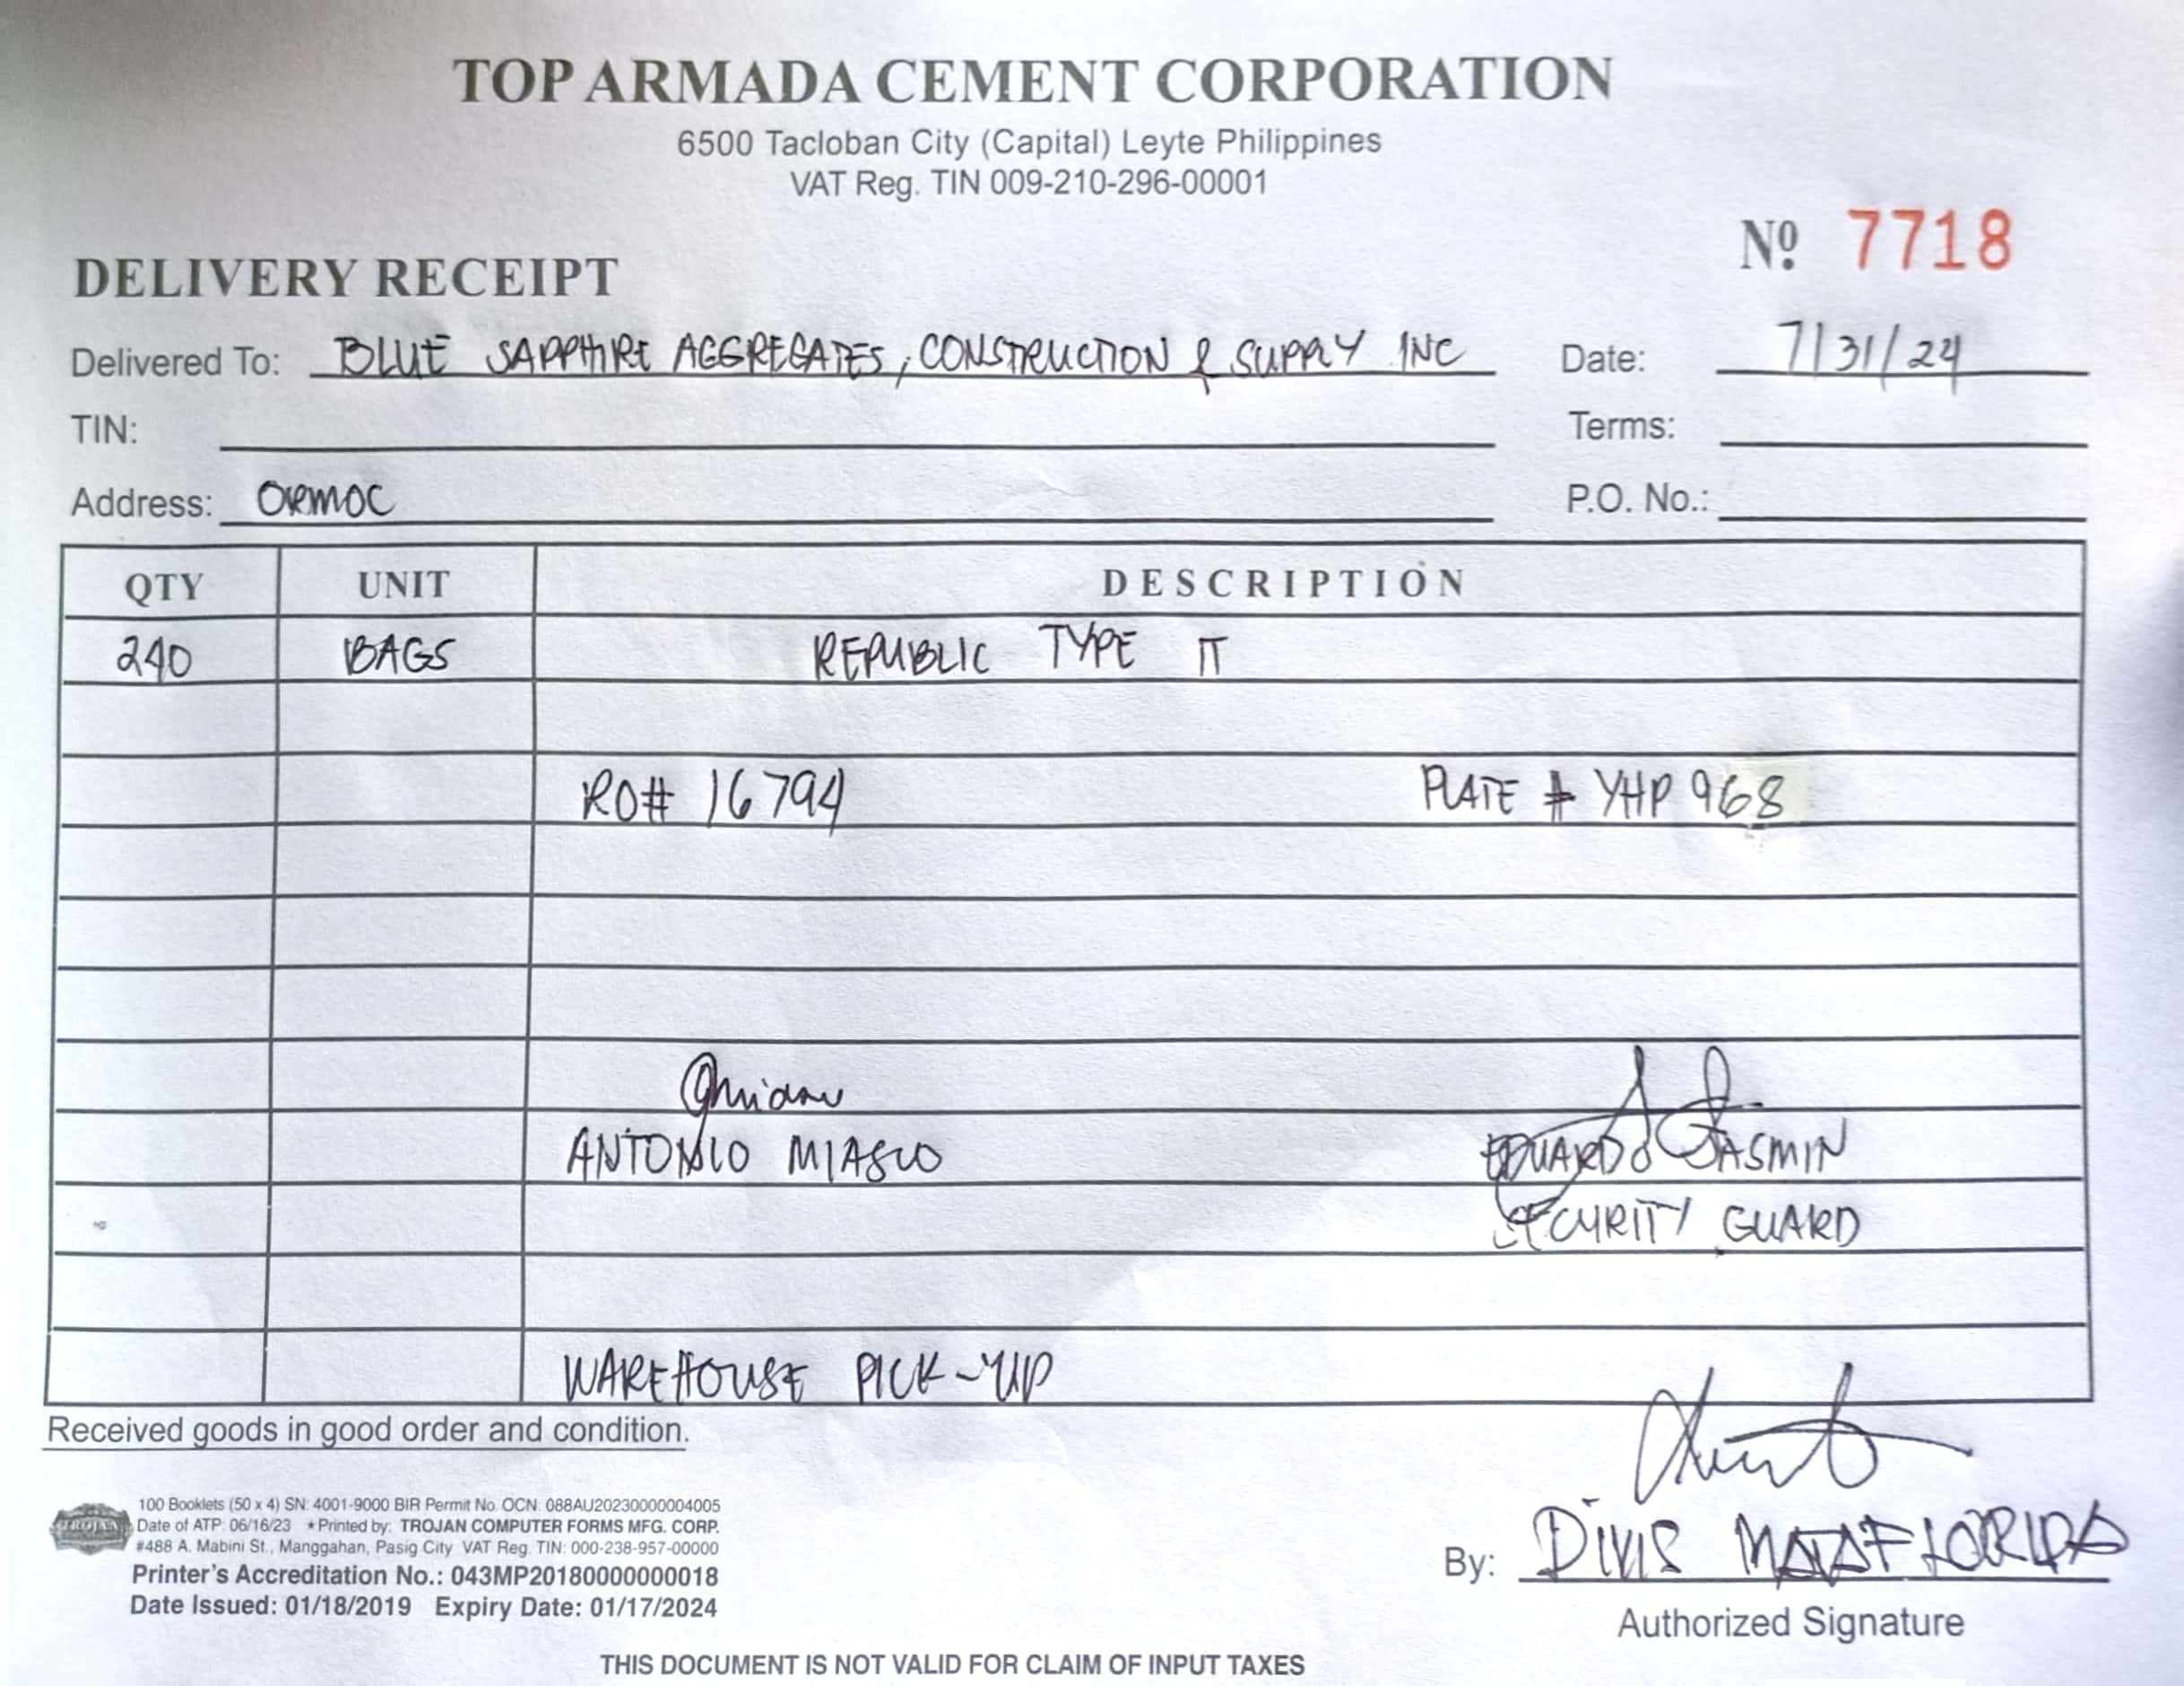 TOP ARMADA CEMENT CORPORATION
6500 Tacloban City (Capital) Leyte Philippines
VAT Reg. TIN 009-210-296-00001
Nº 7718
DELIVERY RECEIPT
Delivered To: BLUE SAPPHIRE AGGREGATES, CONSTRUCTION & SUPPLY INC Date: 7/31/24
TIN: Terms:
Address: ORMOC P.O. No.:
QTY UNIT DESCRIPTION
240 BAGS REPUBLIC TYPE IT
RO# 16794 PLATE # YHP 968
ANTONIO MIASCO EDUARDO JASMIN
SECURITY GUARD
WAREHOUSE PICK-UP
Received goods in good order and condition.
TROJAN
100 Booklets (50 x 4) SN: 4001-9000 BIR Permit No. OCN: 088AU20230000004005
Date of ATP: 06/16/23 ★Printed by: TROJAN COMPUTER FORMS MFG. CORP.
#488 A. Mabini St., Manggahan, Pasig City VAT Reg. TIN: 000-238-957-00000
Printer's Accreditation No.: 043MP20180000000018
Date Issued: 01/18/2019 Expiry Date: 01/17/2024
By: DIVIS MATAFLORIDA
Authorized Signature
THIS DOCUMENT IS NOT VALID FOR CLAIM OF INPUT TAXES